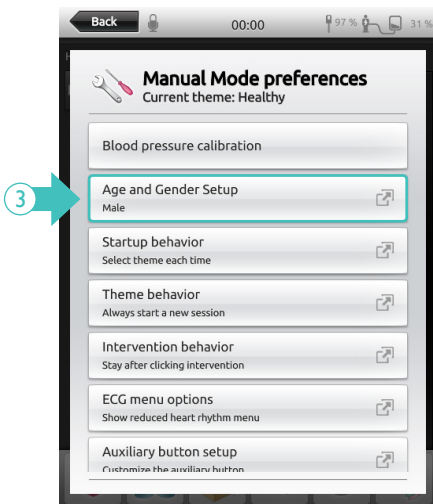 Back
00:00
97 %
31 %
Manual Mode preferences
Current theme: Healthy
Blood pressure calibration
Age and Gender Setup
Male
3
Startup behavior
Select theme each time
Theme behavior
Always start a new session
Intervention behavior
Stay after clicking intervention
ECG menu options
Show reduced heart rhythm menu
Auxiliary button setup
Customize the auxiliary button